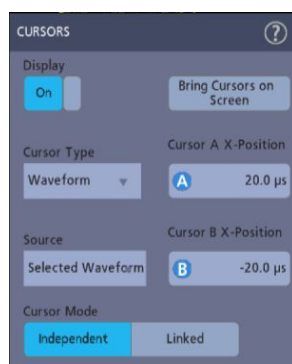 CURSORS
?
Display
On
Bring Cursors on
Screen
Cursor Type
Waveform
Cursor A X-Position
A 20.0 µs
Source
Selected Waveform
Cursor B X-Position
B -20.0 µs
Cursor Mode
Independent Linked